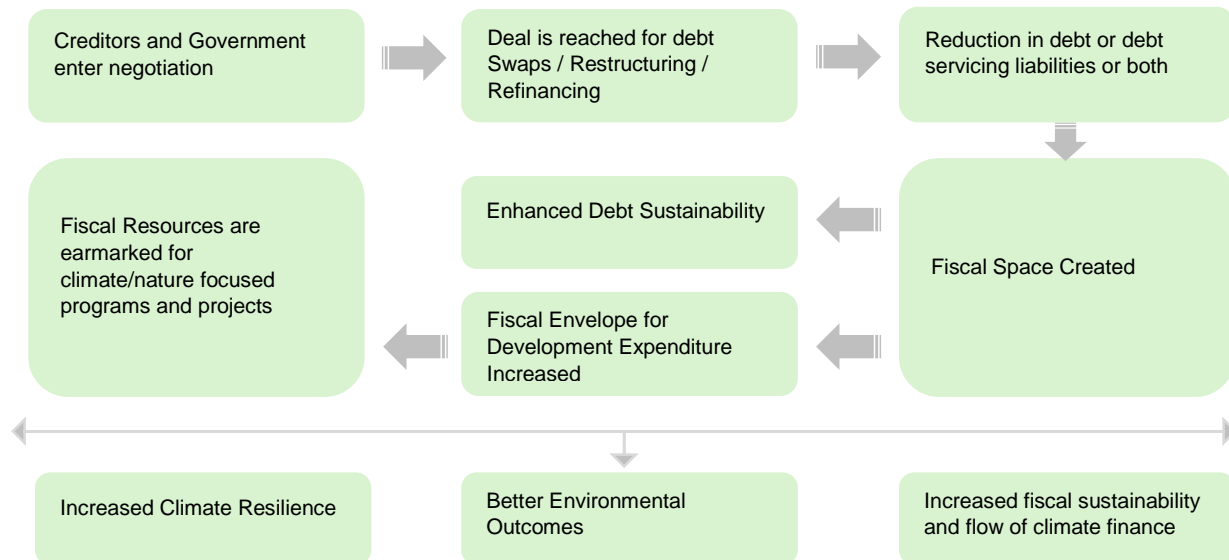 Creditors and Government
enter negotiation
Deal is reached for debt
Swaps / Restructuring /
Refinancing
Reduction in debt or debt
servicing liabilities or both
Fiscal Resources are
earmarked for
climate/nature focused
programs and projects
Enhanced Debt Sustainability
Fiscal Space Created
Fiscal Envelope for
Development Expenditure
Increased
Increased Climate Resilience
Better Environmental
Outcomes
Increased fiscal sustainability
and flow of climate finance